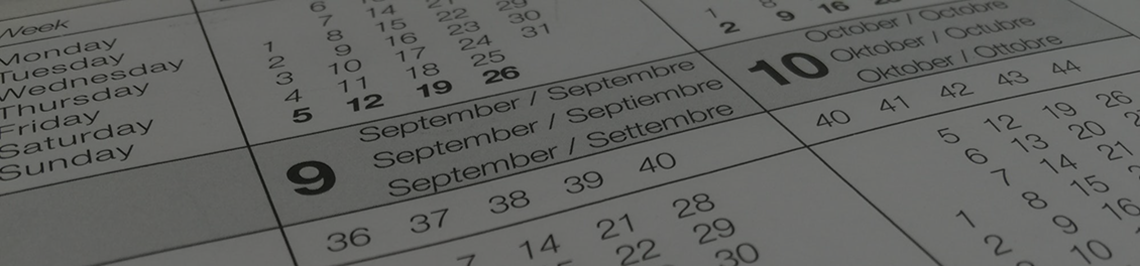 Week
Monday
Tuesday
Wednesday
Thursday
Friday
Saturday
Sunday
6
7 14 21
1 8 15 22 29
2 9 16 23 30
3 10 17 24 31
4 11 18 25
5 12 19 26
9
September / Septembre
September / Septiembre
September / Settembre
36 37 38 39 40
7 14 21 28
22 29
30
1 8
2 9 16
10
October / Octobre
Oktober / Octubre
Oktober / Ottobre
40 41 42 43 44
5 12 19 26
6 13 20
7 14 21
1 8 15
2 9 16
10